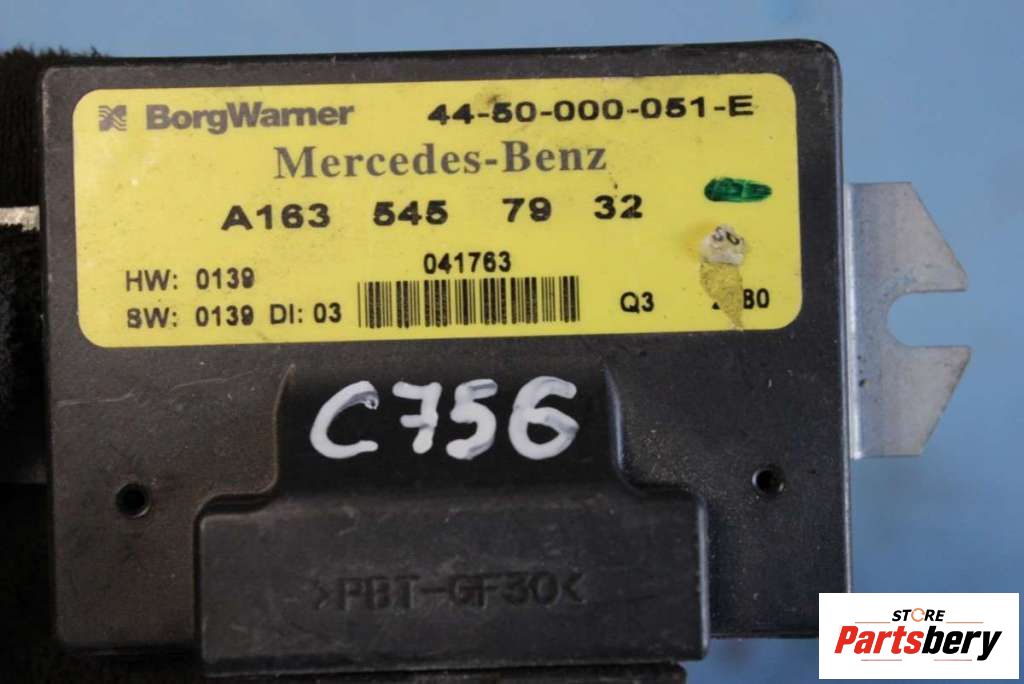 BorgWarner 44-50-000-051-E
Mercedes-Benz
A163 545 79 32
HW: 0139 041763
SW: 0139 DI: 03 Q3
C756
>PBT-GF30<
STORE
Partsbery